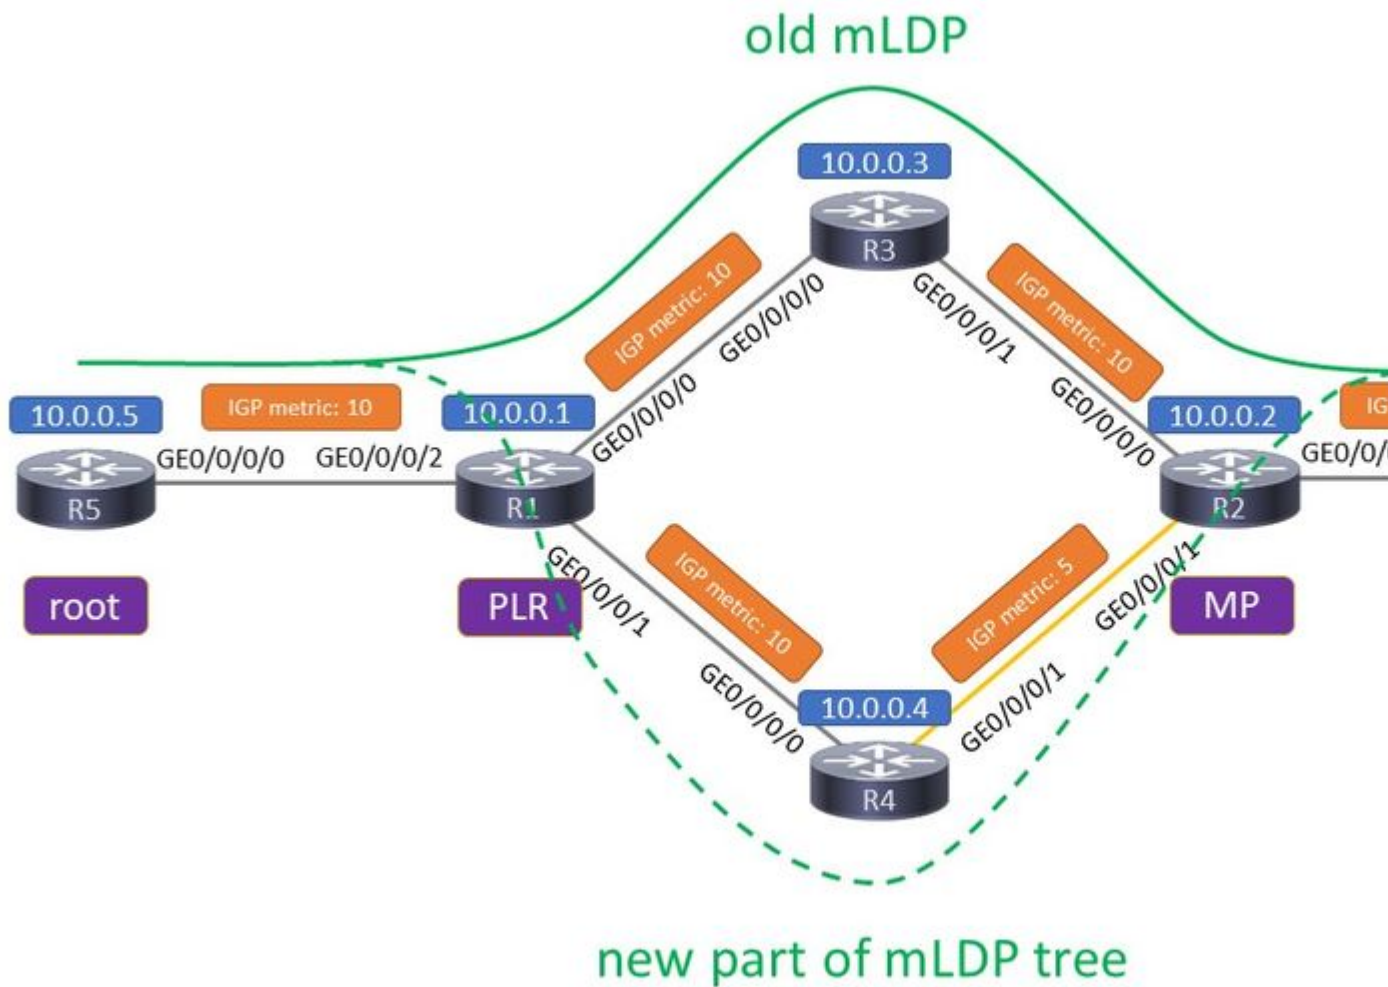 old mLDP
10.0.0.3
R3
IGP metric: 10
GE0/0/0/0
GE0/0/0/1
IGP metric: 10
GE0/0/0/0
GE0/0/0/0
10.0.0.5
IGP metric: 10
10.0.0.1
10.0.0.2
IG
GE0/0/0/0
GE0/0/0/2
GE0/0/
R5
R1
R2
root
PLR
MP
GE0/0/0/1
IGP metric: 10
IGP metric: 5
GE0/0/0/1
GE0/0/0/0
10.0.0.4
GE0/0/0/1
R4
new part of mLDP tree